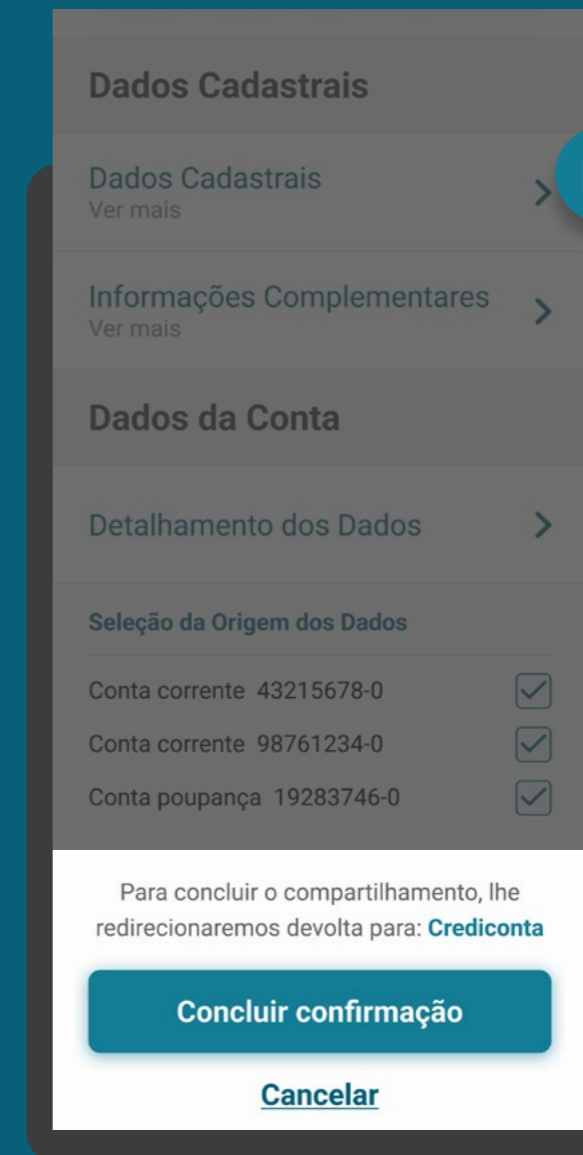 Dados Cadastrais
Dados Cadastrais
Ver mais
Informações Complementares
Ver mais
Dados da Conta
Detalhamento dos Dados
Seleção da Origem dos Dados
Conta corrente 43215678-0
Conta corrente 98761234-0
Conta poupança 19283746-0
Para concluir o compartilhamento, lhe
redirecionaremos devolta para: Crediconta
Concluir confirmação
Cancelar